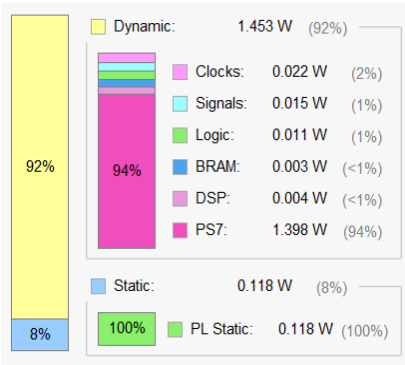 Dynamic: 1.453 W (92%)
Clocks: 0.022 W (2%)
Signals: 0.015 W (1%)
Logic: 0.011 W (1%)
92%
94%
BRAM: 0.003 W (<1%)
DSP: 0.004 W (<1%)
PS7: 1.398 W (94%)
Static: 0.118 W (8%)
8%
100%
PL Static: 0.118 W (100%)